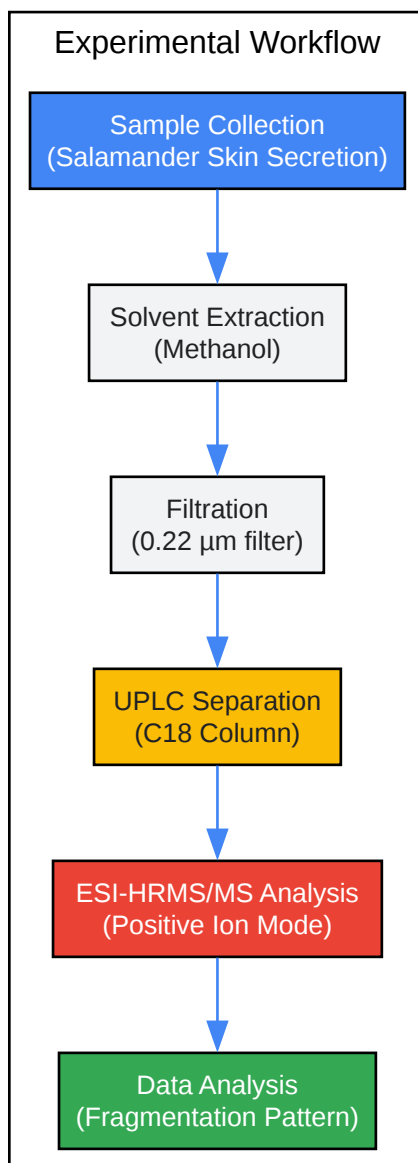 Experimental Workflow
Sample Collection
(Salamander Skin Secretion)
Solvent Extraction
(Methanol)
Filtration
(0.22 µm filter)
UPLC Separation
(C18 Column)
ESI-HRMS/MS Analysis
(Positive Ion Mode)
Data Analysis
(Fragmentation Pattern)